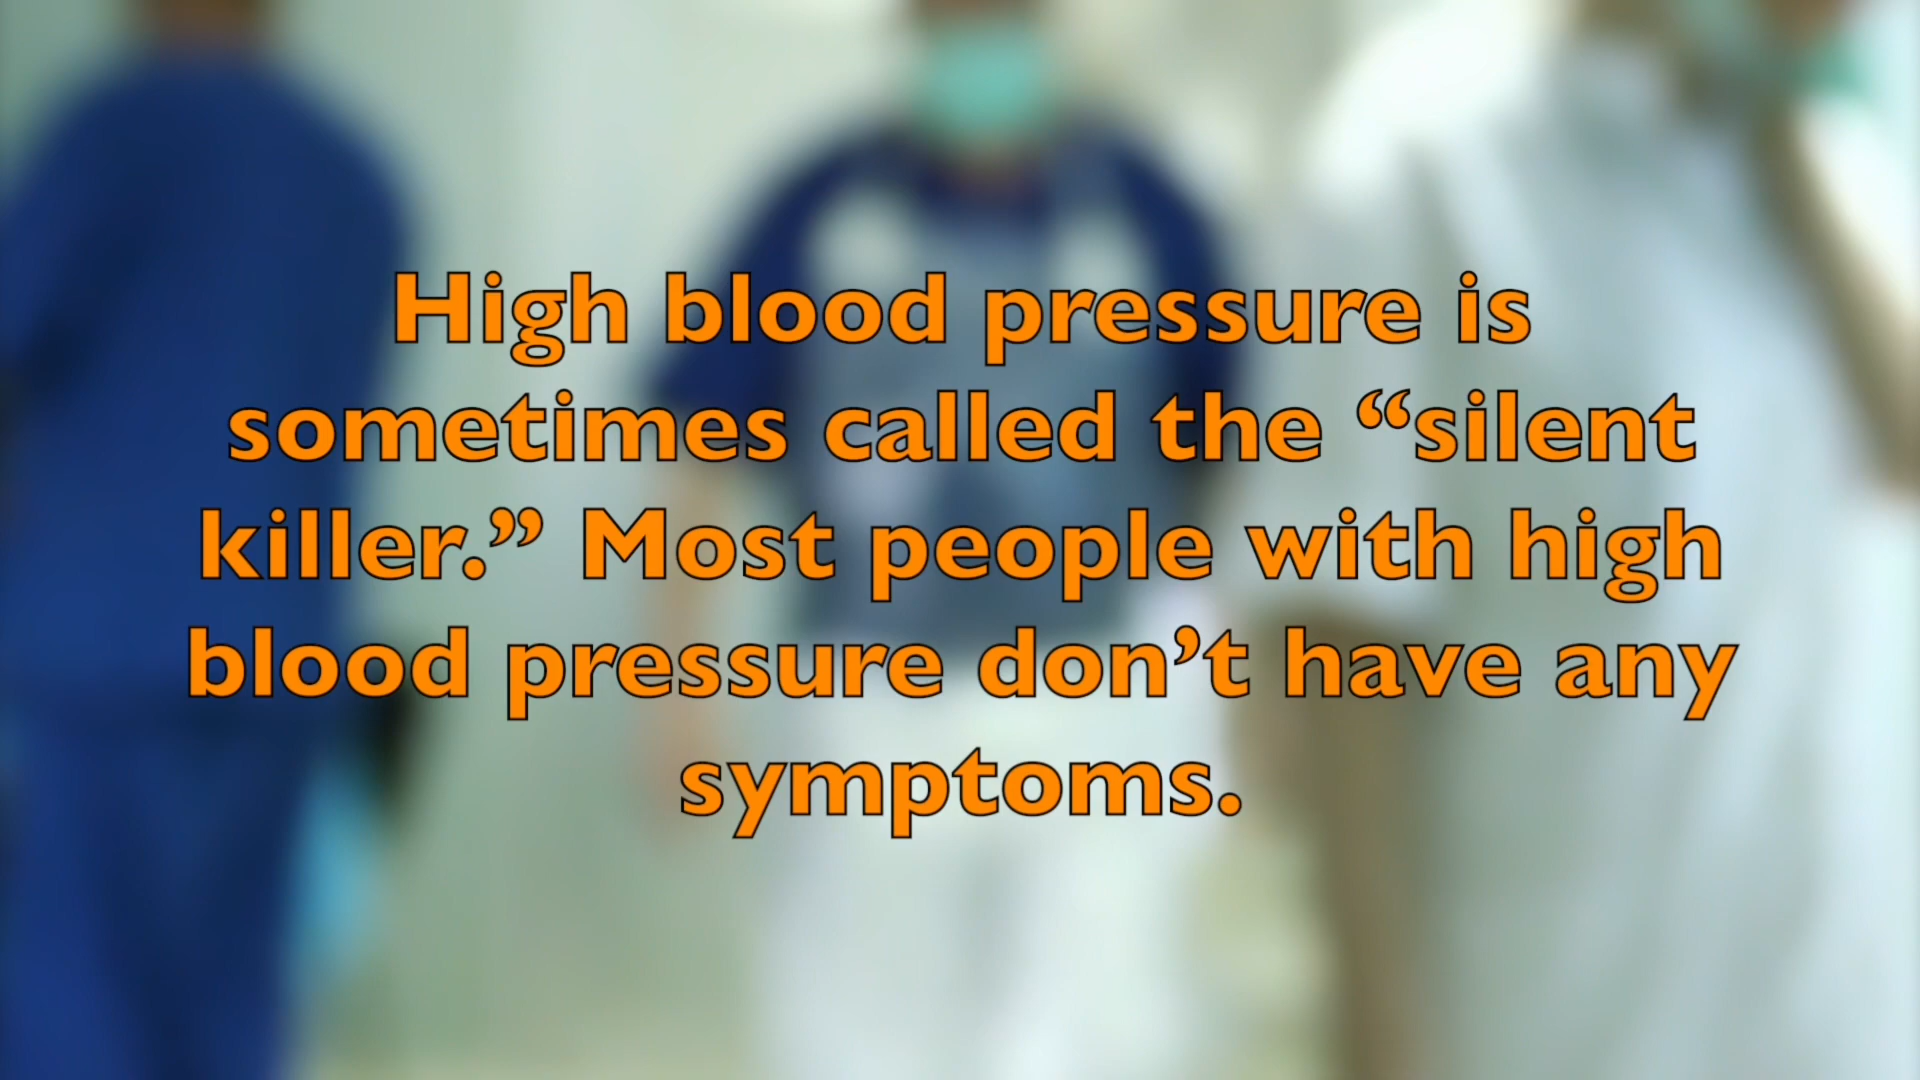 High blood pressure is
sometimes called the “silent
killer.” Most people with high
blood pressure don’t have any
symptoms.